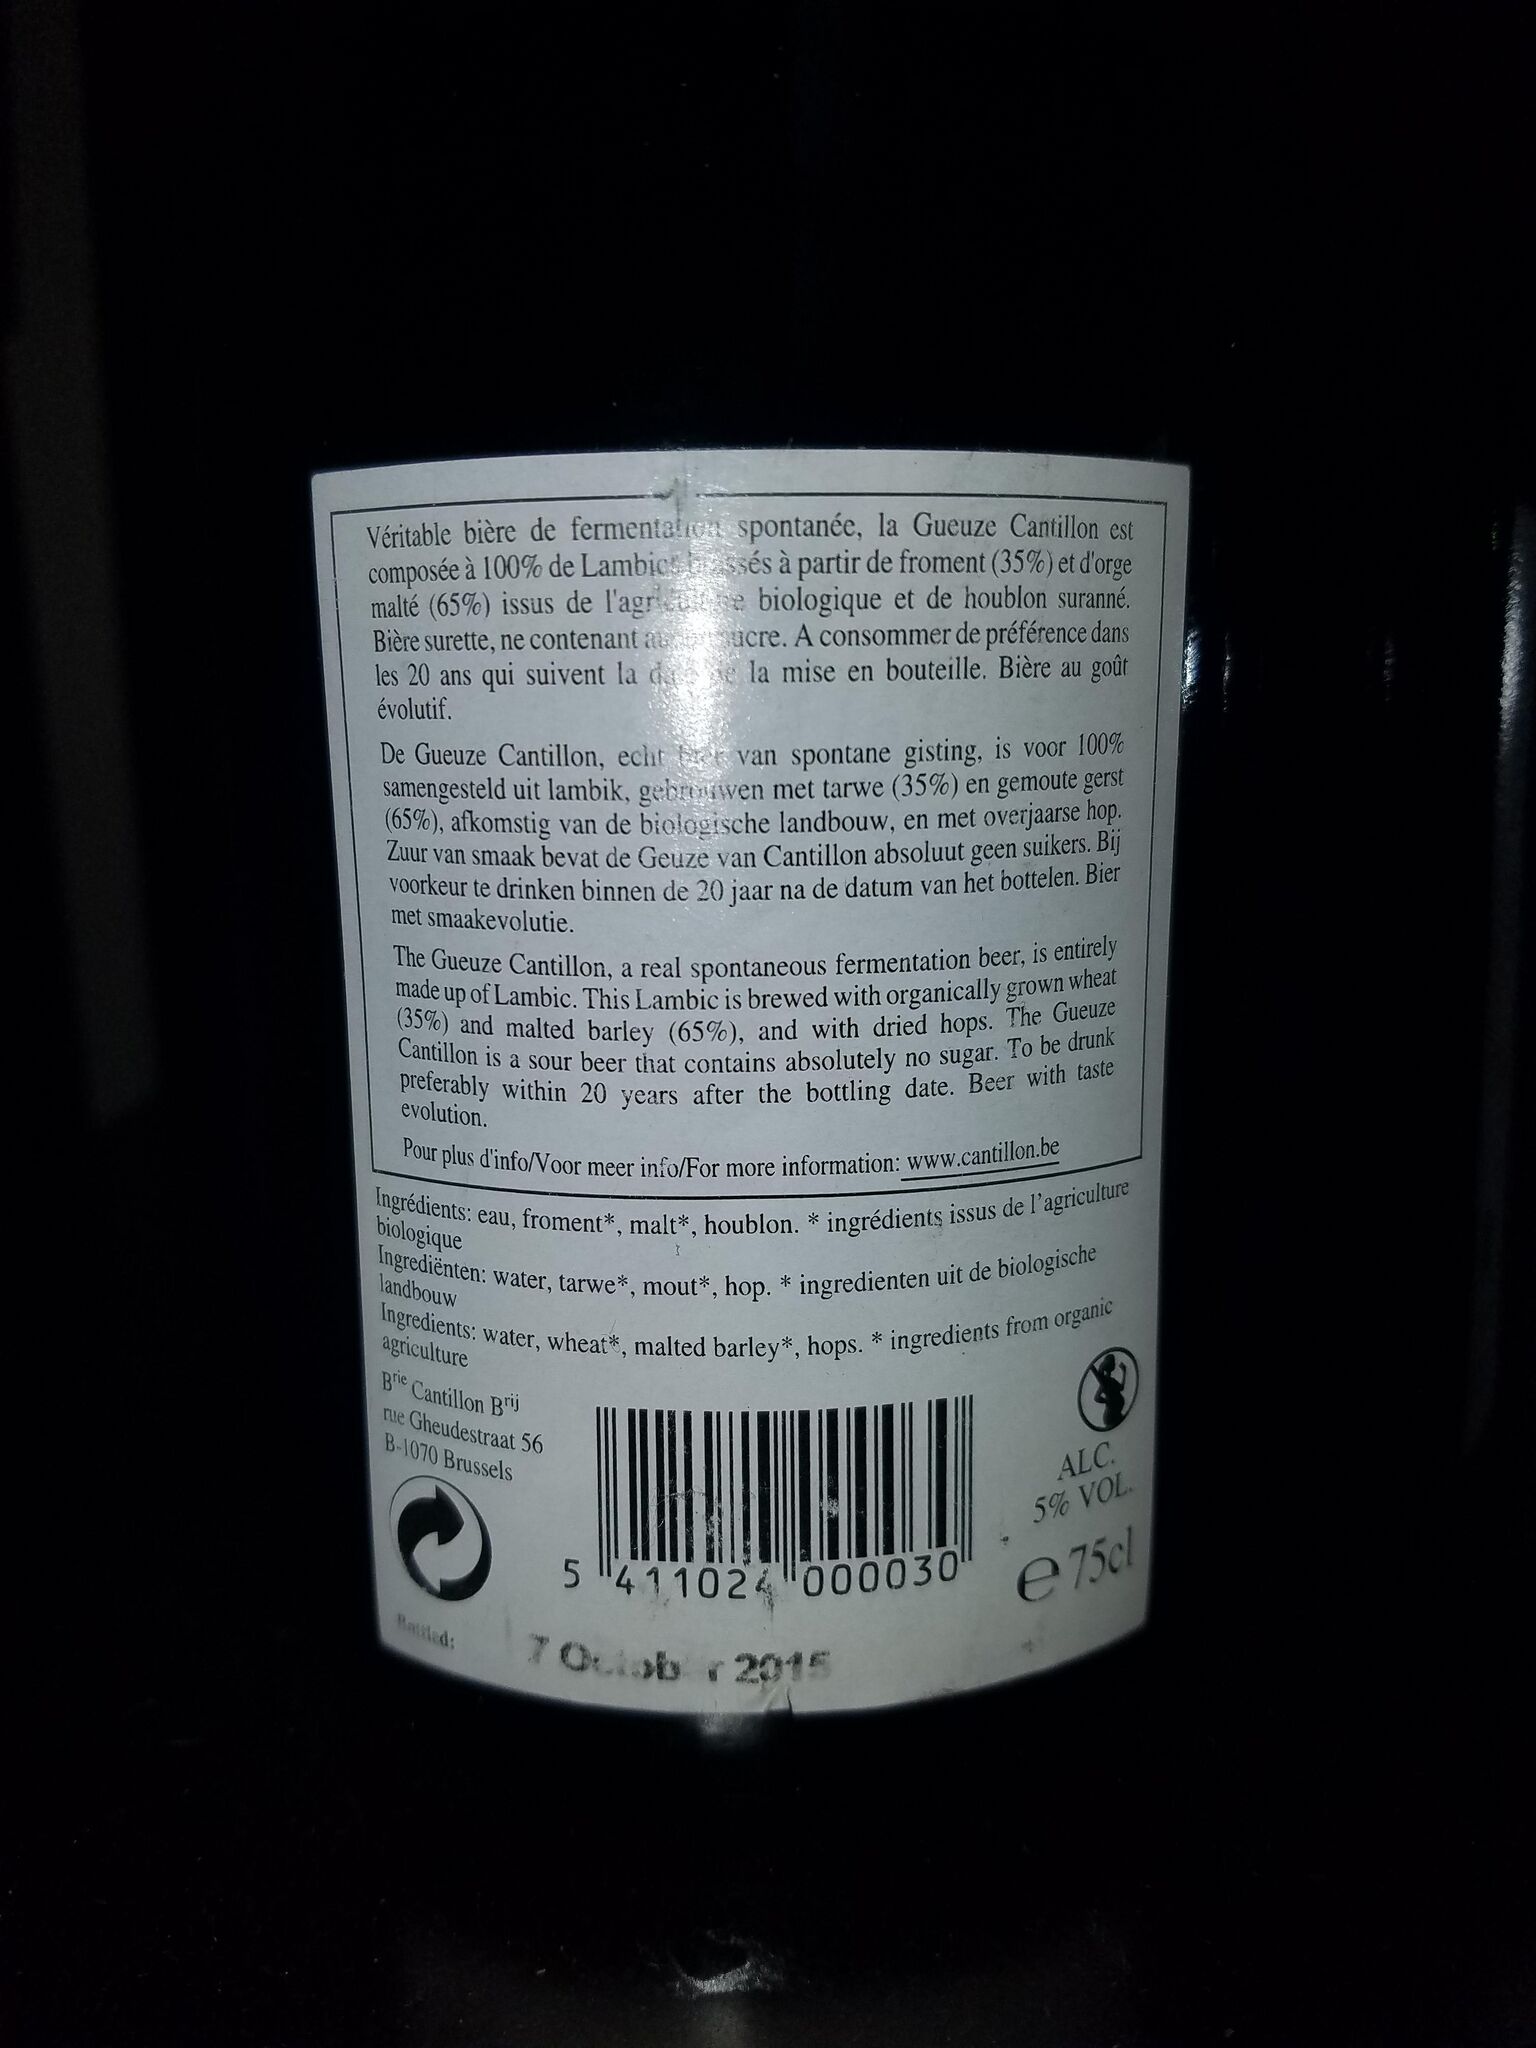 Véritable bière de fermentation spontanée, la Gueuze Cantillon est
composée à 100% de Lambics brassés à partir de froment (35%) et d'orge
malté (65%) issus de l'agriculture biologique et de houblon suranné.
Bière surette, ne contenant aucun sucre. A consommer de préférence dans
les 20 ans qui suivent la date de la mise en bouteille. Bière au goût
évolutif.
De Gueuze Cantillon, echt bier van spontane gisting, is voor 100%
samengesteld uit lambik, gebrouwen met tarwe (35%) en gemoute gerst
(65%), afkomstig van de biologische landbouw, en met overjaarse hop.
Zuur van smaak bevat de Geuze van Cantillon absoluut geen suikers. Bij
voorkeur te drinken binnen de 20 jaar na de datum van het bottelen. Bier
met smaakevolutie.
The Gueuze Cantillon, a real spontaneous fermentation beer, is entirely
made up of Lambic. This Lambic is brewed with organically grown wheat
(35%) and malted barley (65%), and with dried hops. The Gueuze
Cantillon is a sour beer that contains absolutely no sugar. To be drunk
preferably within 20 years after the bottling date. Beer with taste
evolution.
Pour plus d'info/Voor meer info/For more information: www.cantillon.be
Ingrédients: eau, froment*, malt*, houblon. * ingrédients issus de l'agriculture
biologique
Ingrediënten: water, tarwe*, mout*, hop. * ingredienten uit de biologische
landbouw
Ingredients: water, wheat*, malted barley*, hops. * ingredients from organic
agriculture
Brie Cantillon Brij
rue Gheudestraat 56
B-1070 Brussels
ALC.
5% VOL.
e 75cl
5 411024 000030
Bottled: 7 October 2015